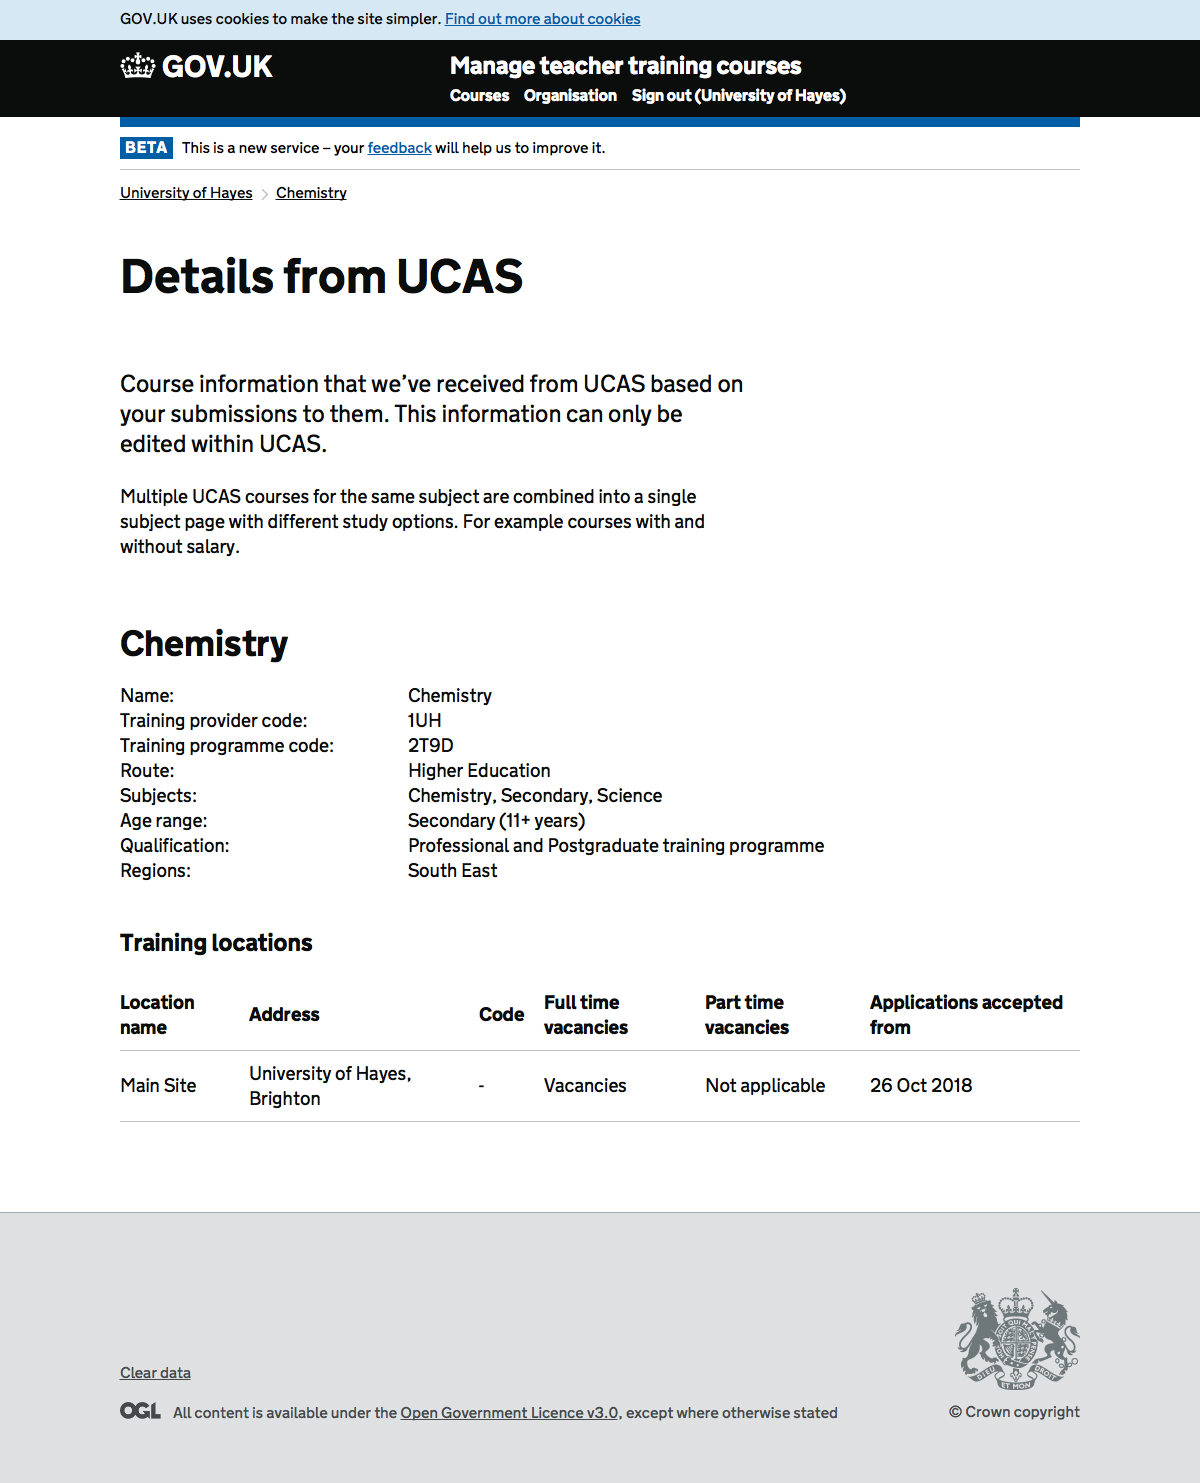 GOV.UK uses cookies to make the site simpler. Find out more about cookies
GOV.UK
Manage teacher training courses
Courses Organisation Sign out (University of Hayes)
BETA This is a new service – your feedback will help us to improve it.
University of Hayes Chemistry
Details from UCAS
Course information that we’ve received from UCAS based on
your submissions to them. This information can only be
edited within UCAS.
Multiple UCAS courses for the same subject are combined into a single
subject page with different study options. For example courses with and
without salary.
Chemistry
Name: Chemistry
Training provider code: 1UH
Training programme code: 2T9D
Route: Higher Education
Subjects: Chemistry, Secondary, Science
Age range: Secondary (11+ years)
Qualification: Professional and Postgraduate training programme
Regions: South East
Training locations
Location name Address Code Full time vacancies Part time vacancies Applications accepted from
Main Site University of Hayes, Brighton - Vacancies Not applicable 26 Oct 2018
DIEU ET MON DROIT
Clear data
OGL All content is available under the Open Government Licence v3.0, except where otherwise stated
© Crown copyright